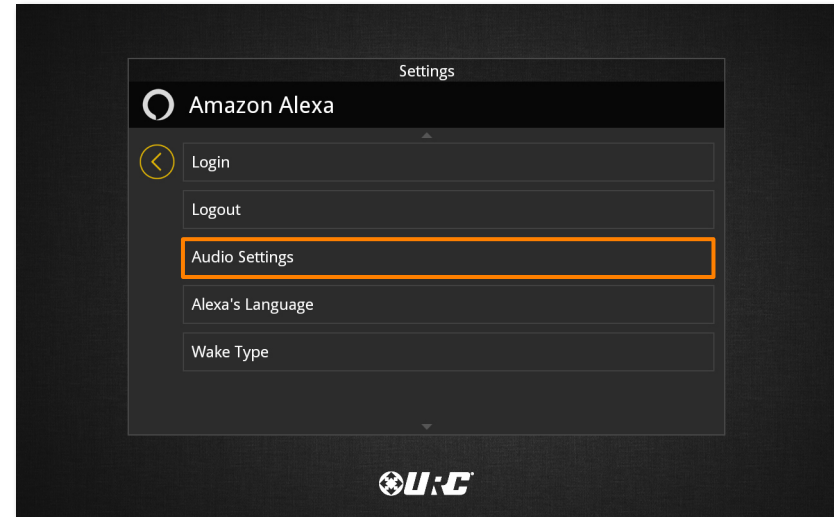 Settings
Amazon Alexa
Login
Logout
Audio Settings
Alexa's Language
Wake Type
URC